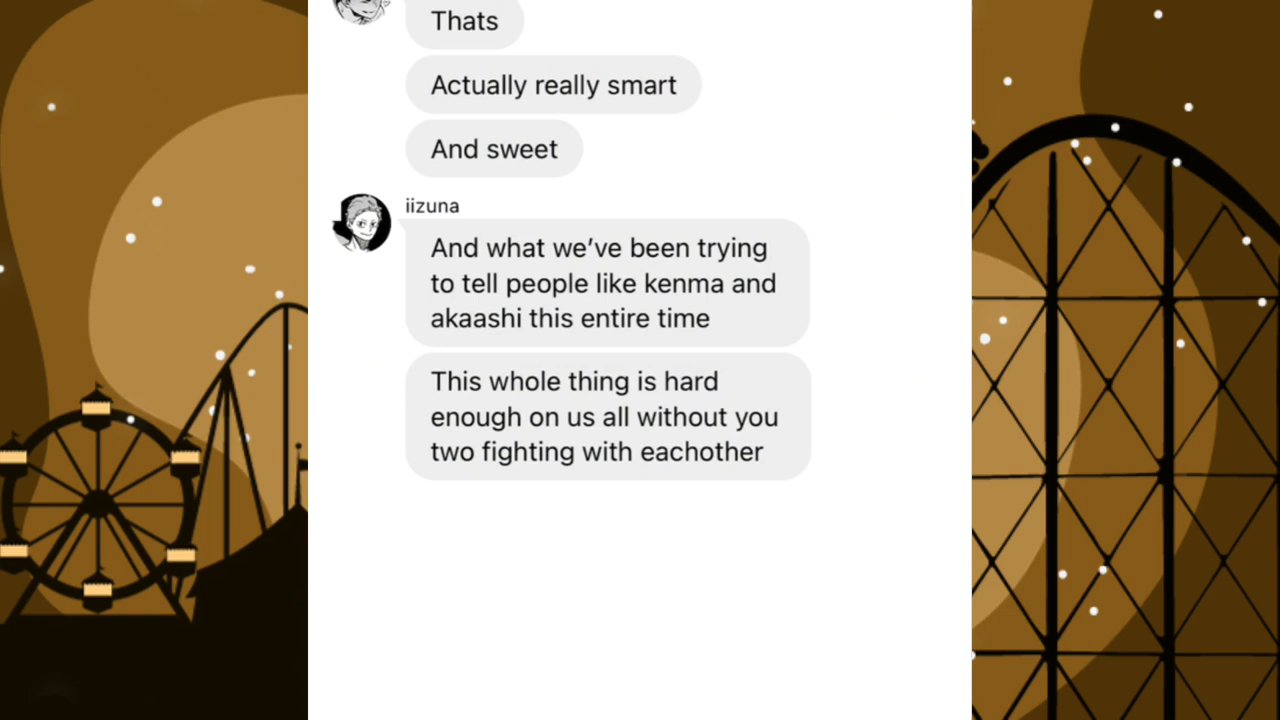 Thats
Actually really smart
And sweet
iizuna
And what we’ve been trying
to tell people like kenma and
akaashi this entire time
This whole thing is hard
enough on us all without you
two fighting with eachother